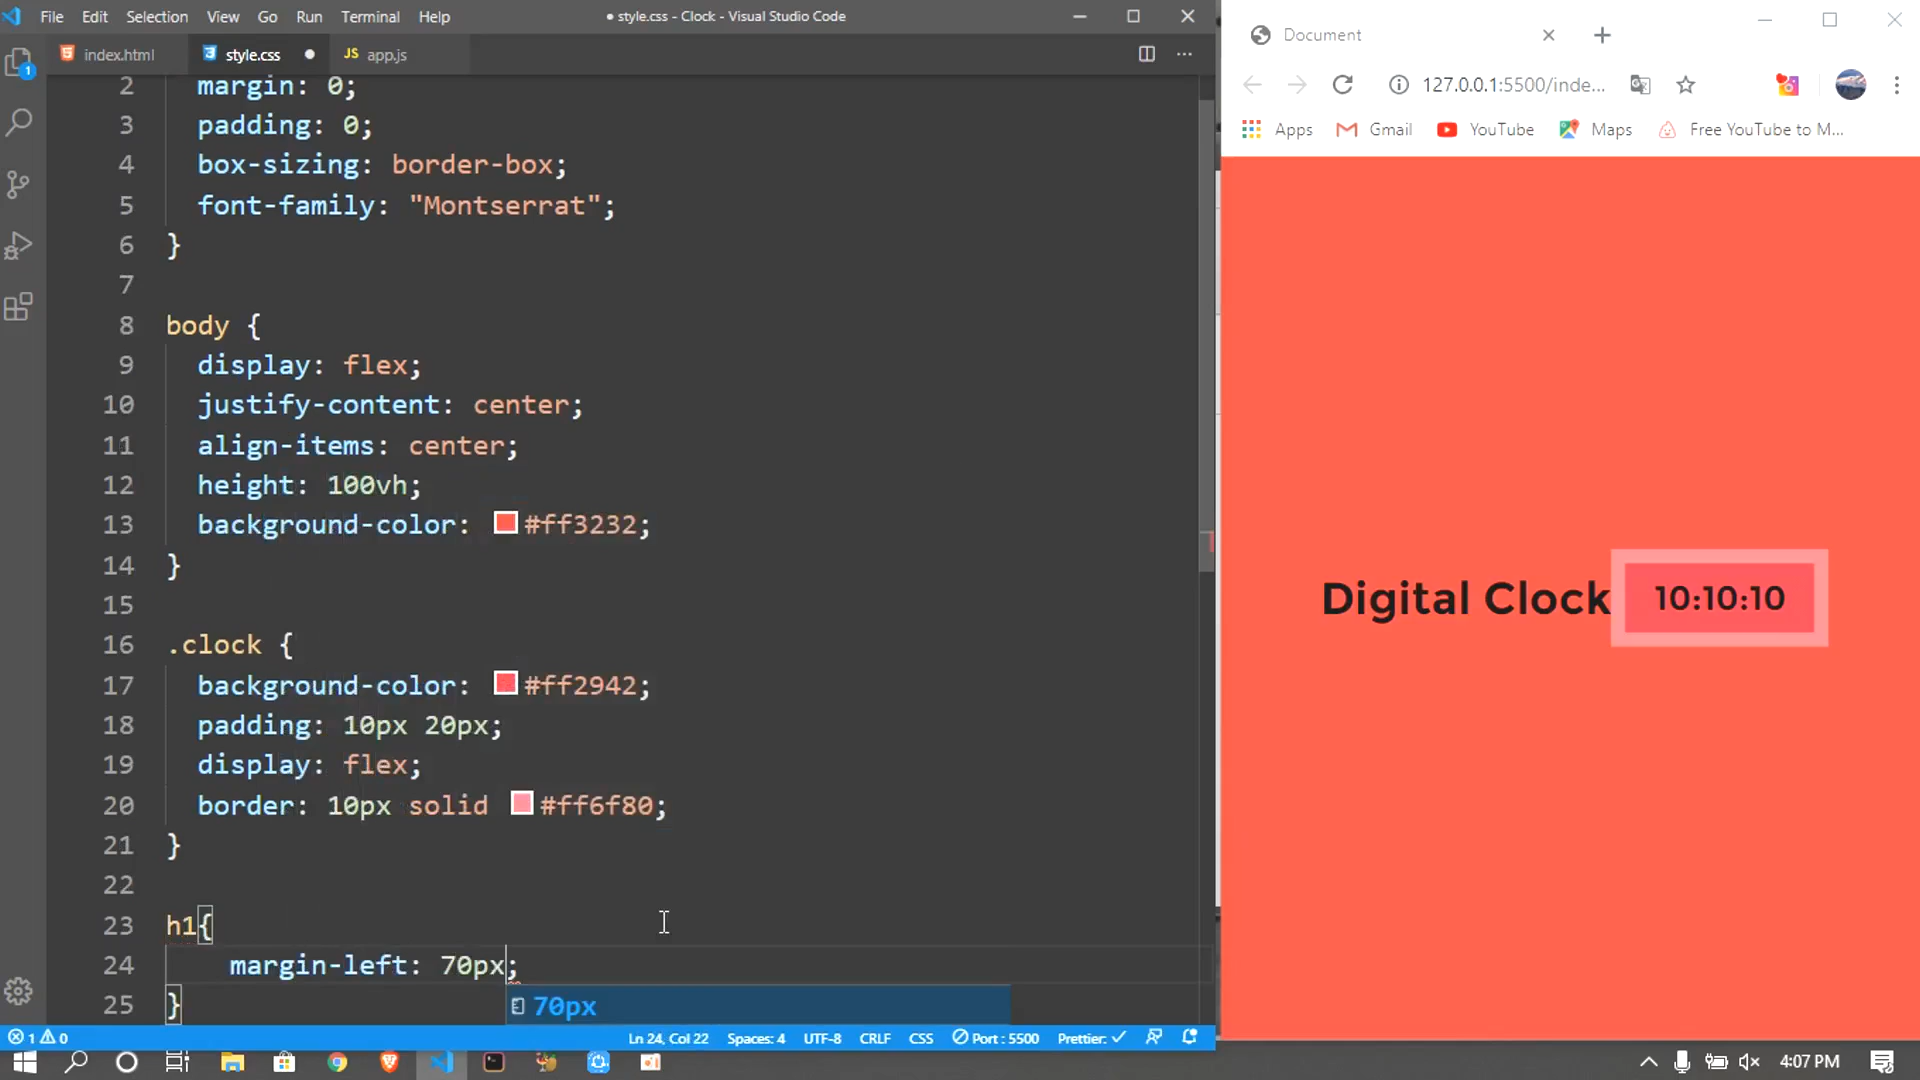 File Edit Selection View Go Run Terminal Help
● style.css - Clock - Visual Studio Code
index.html style.css ● JS app.js
1
2 margin: 0;
3 padding: 0;
4 box-sizing: border-box;
5 font-family: "Montserrat";
6 }
7
8 body {
9 display: flex;
10 justify-content: center;
11 align-items: center;
12 height: 100vh;
13 background-color: #ff3232;
14 }
15
16 .clock {
17 background-color: #ff2942;
18 padding: 10px 20px;
19 display: flex;
20 border: 10px solid #ff6f80;
21 }
22
23 h1{
24 margin-left: 70px;
25 }
70px
1 0 Ln 24, Col 22 Spaces: 4 UTF-8 CRLF CSS Port : 5500 Prettier: ✓
Document
127.0.0.1:5500/inde...
Apps Gmail YouTube Maps Free YouTube to M...
Digital Clock 10:10:10
4:07 PM